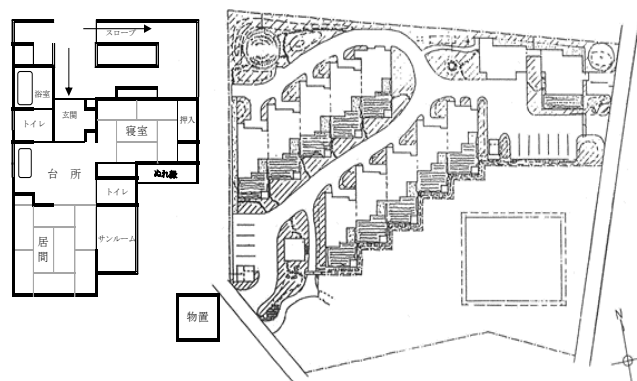 スロープ
浴室
玄関
トイレ
寝室
押入
ぬれ縁
台 所
トイレ
居間
サンルーム
物置
N